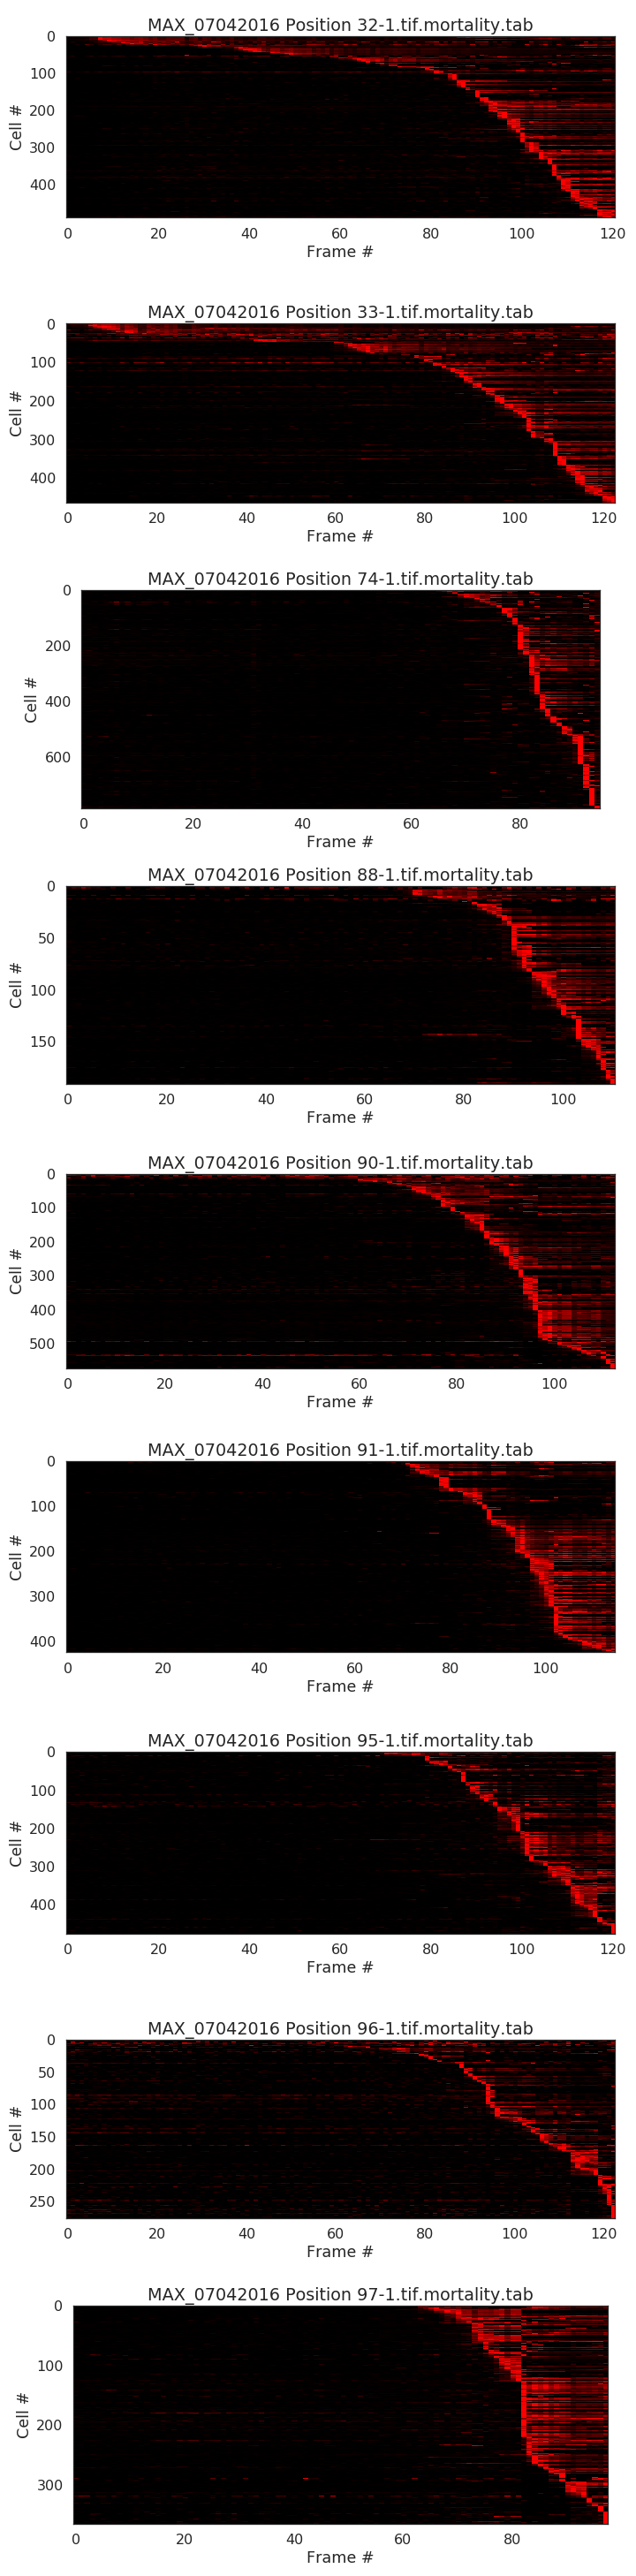 MAX_07042016 Position 32-1.tif.mortality.tab
0
100
200
300
400
Cell #
0 20 40 60 80 100 120
Frame #
MAX_07042016 Position 33-1.tif.mortality.tab
0
100
200
300
400
Cell #
0 20 40 60 80 100 120
Frame #
MAX_07042016 Position 74-1.tif.mortality.tab
0
200
400
600
Cell #
0 20 40 60 80
Frame #
MAX_07042016 Position 88-1.tif.mortality.tab
0
50
100
150
Cell #
0 20 40 60 80 100
Frame #
MAX_07042016 Position 90-1.tif.mortality.tab
0
100
200
300
400
500
Cell #
0 20 40 60 80 100
Frame #
MAX_07042016 Position 91-1.tif.mortality.tab
0
100
200
300
400
Cell #
0 20 40 60 80 100
Frame #
MAX_07042016 Position 95-1.tif.mortality.tab
0
100
200
300
400
Cell #
0 20 40 60 80 100 120
Frame #
MAX_07042016 Position 96-1.tif.mortality.tab
0
50
100
150
200
250
Cell #
0 20 40 60 80 100 120
Frame #
MAX_07042016 Position 97-1.tif.mortality.tab
0
100
200
300
Cell #
0 20 40 60 80
Frame #